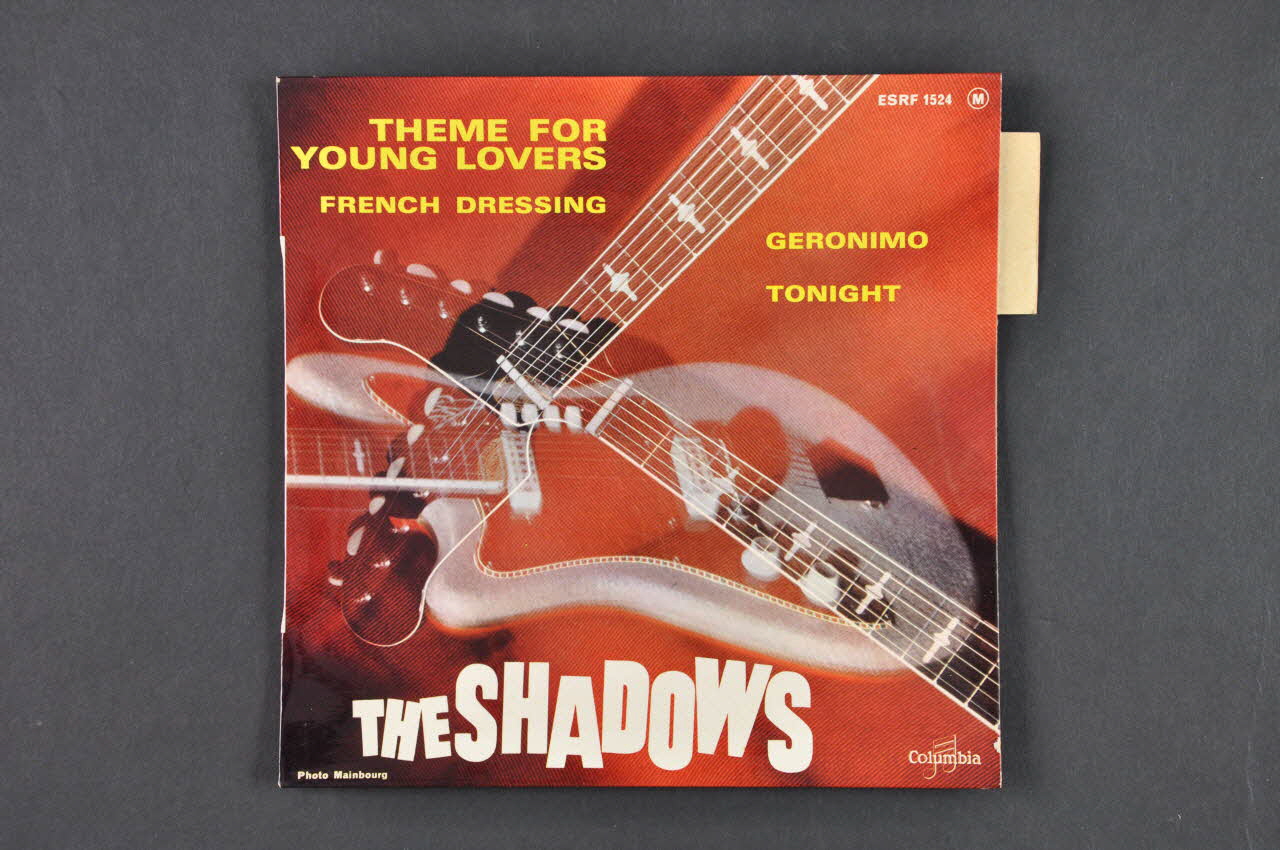 ESRF 1524 M
THEME FOR
YOUNG LOVERS
FRENCH DRESSING
GERONIMO
TONIGHT
THE SHADOWS
Photo Mainbourg
Columbia